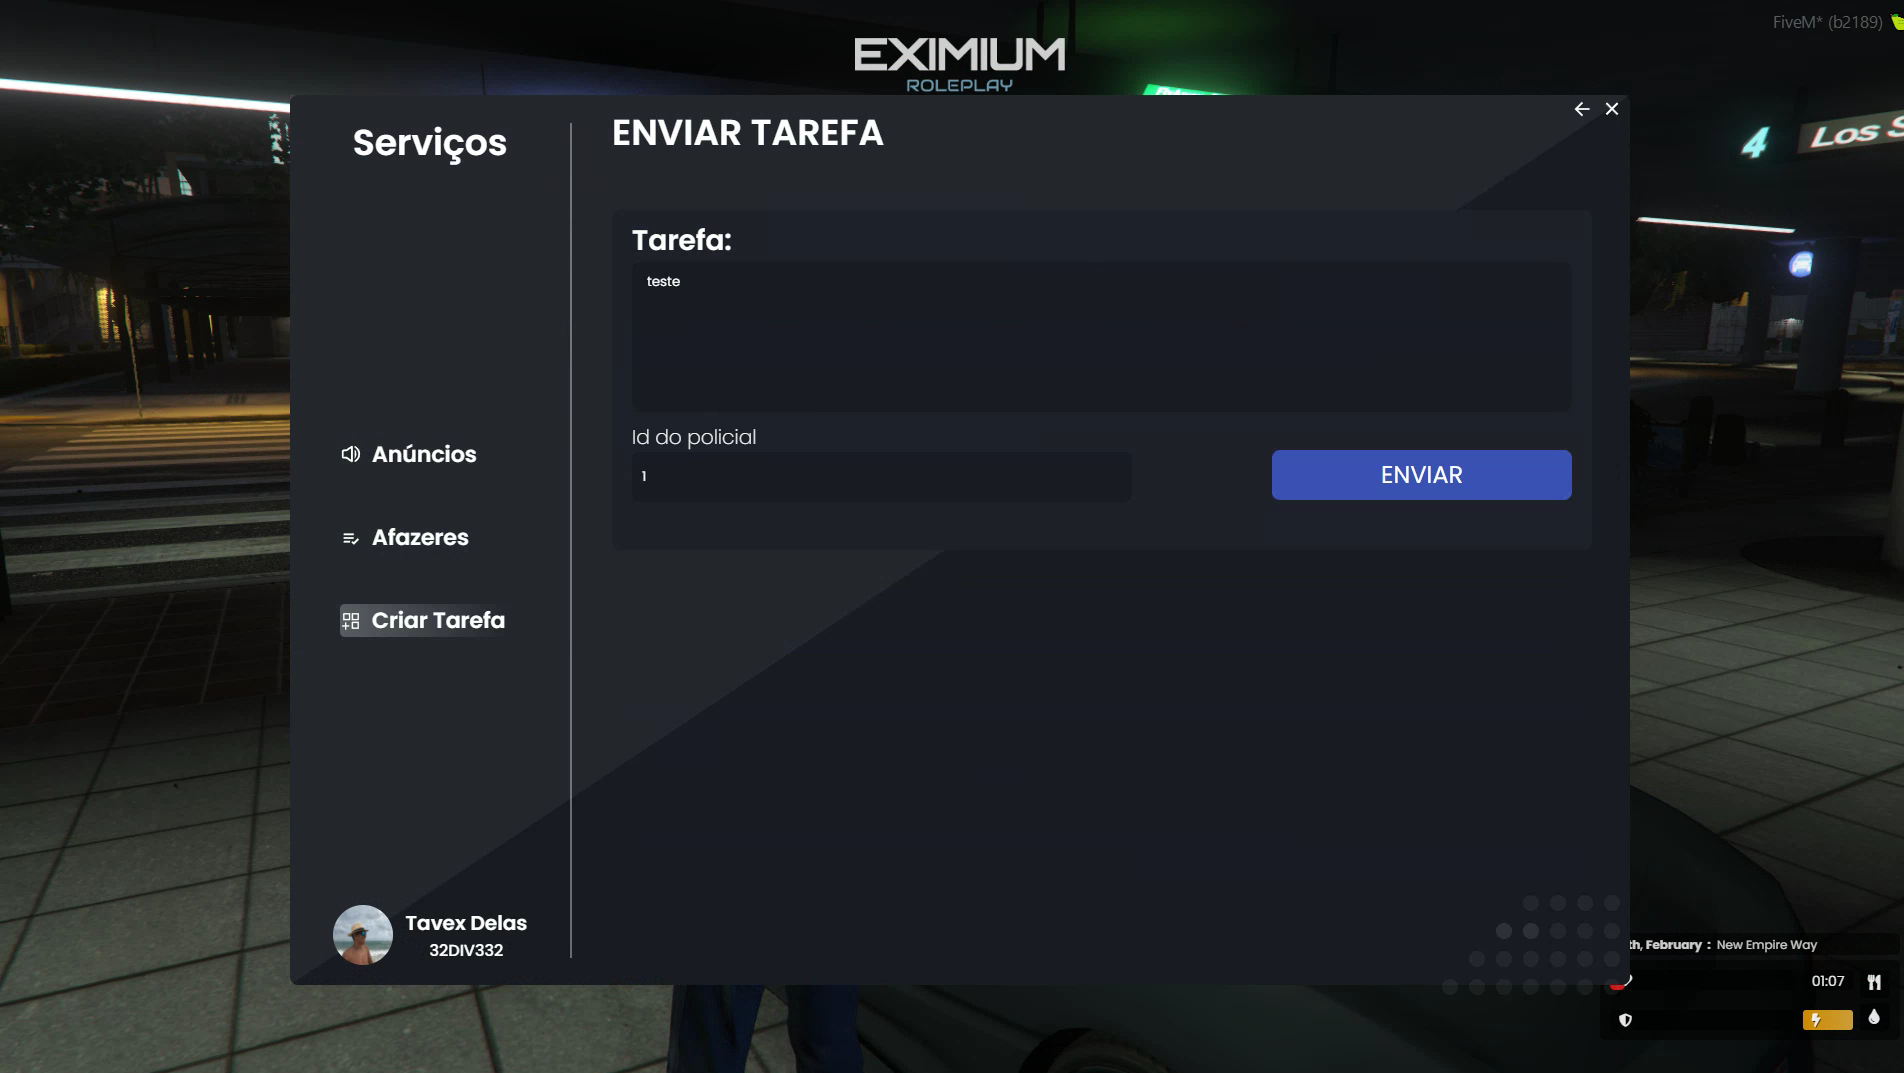 FiveM* (b2189)
EXIMIUM
ROLEPLAY
4
Los S
Serviços
ENVIAR TAREFA
Tarefa:
teste
Id do policial
1
ENVIAR
Anúncios
Afazeres
Criar Tarefa
Tavex Delas
32DIV332
th, February : New Empire Way
01:07